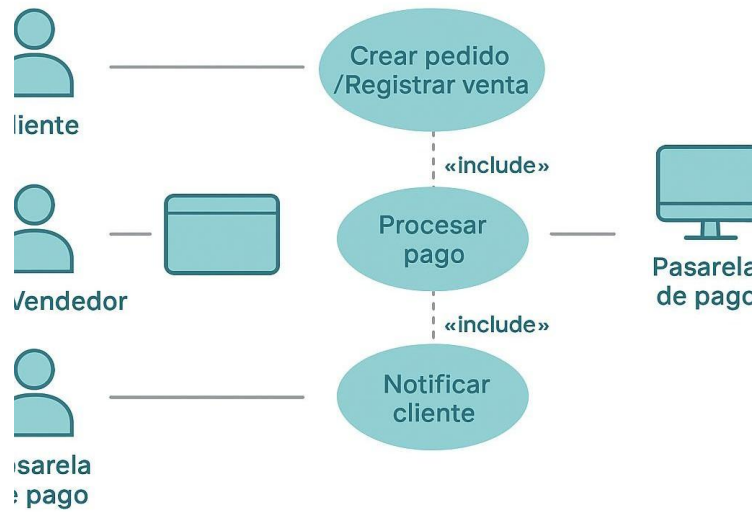 Crear pedido
/Registrar venta
liente
«include»
Procesar
pago
Pasarela
de pago
Vendedor
«include»
Notificar
cliente
sarela
pago